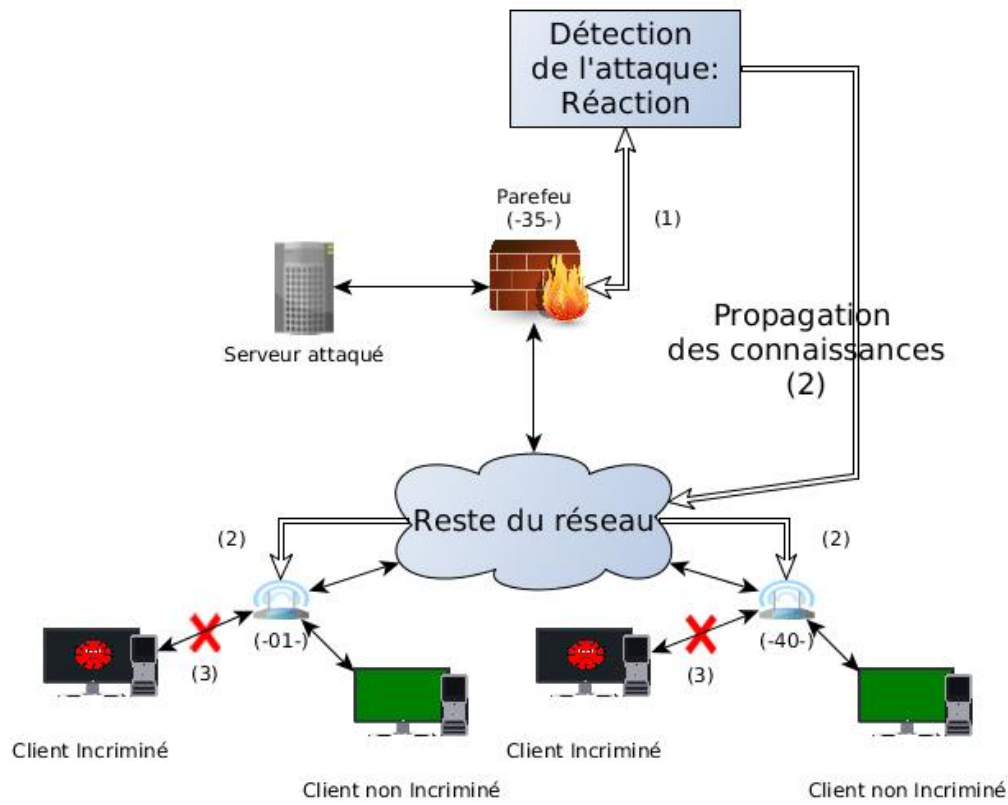 Détection
de l'attaque:
Réaction
Parefeu
(-35-)
(1)
Serveur attaqué
Propagation
des connaissances
(2)
Reste du réseau
(2)
(2)
(-01-)
(-40-)
(3)
(3)
Client Incriminé
Client Incriminé
Client non Incriminé
Client non Incriminé